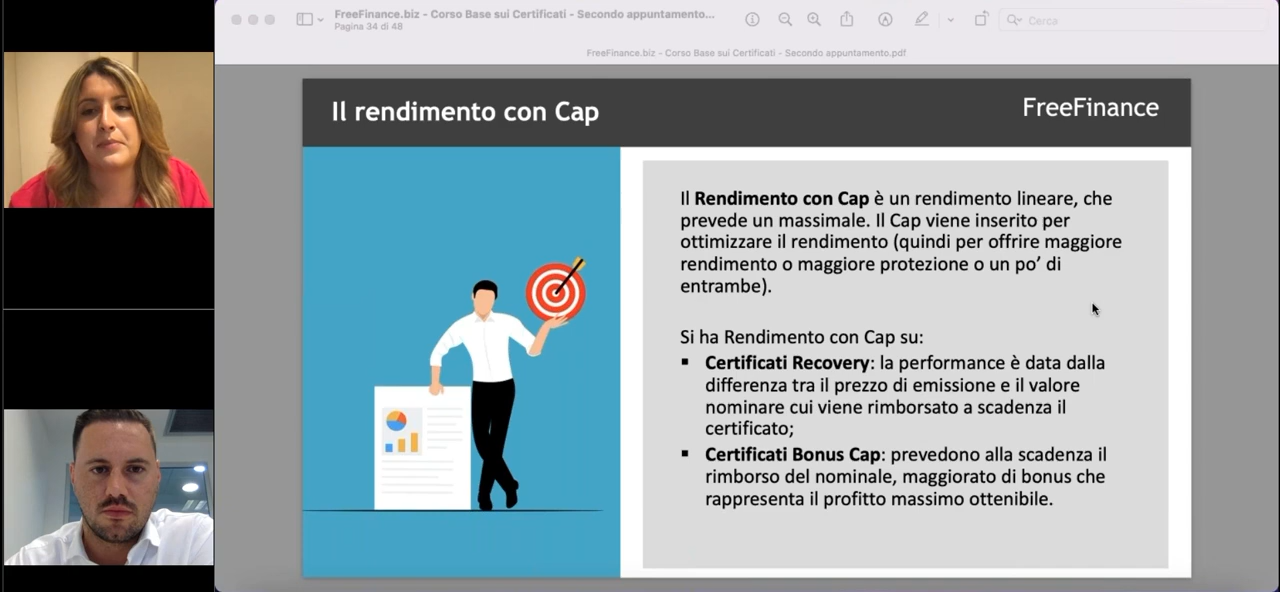 FreeFinance.biz - Corso Base sui Certificati - Secondo appuntamento...
Pagina 34 di 48
Cerca
FreeFinance.biz - Corso Base sui Certificati - Secondo appuntamento.pdf
Il rendimento con Cap
FreeFinance
Il Rendimento con Cap è un rendimento lineare, che
prevede un massimale. Il Cap viene inserito per
ottimizzare il rendimento (quindi per offrire maggiore
rendimento o maggiore protezione o un po' di
entrambe).
Si ha Rendimento con Cap su:
▪ Certificati Recovery: la performance è data dalla
differenza tra il prezzo di emissione e il valore
nominare cui viene rimborsato a scadenza il
certificato;
▪ Certificati Bonus Cap: prevedono alla scadenza il
rimborso del nominale, maggiorato di bonus che
rappresenta il profitto massimo ottenibile.